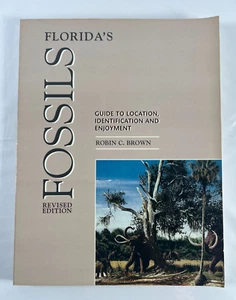 FLORIDA'S
FOSSILS
GUIDE TO LOCATION,
IDENTIFICATION AND
ENJOYMENT
ROBIN C. BROWN
REVISED
EDITION